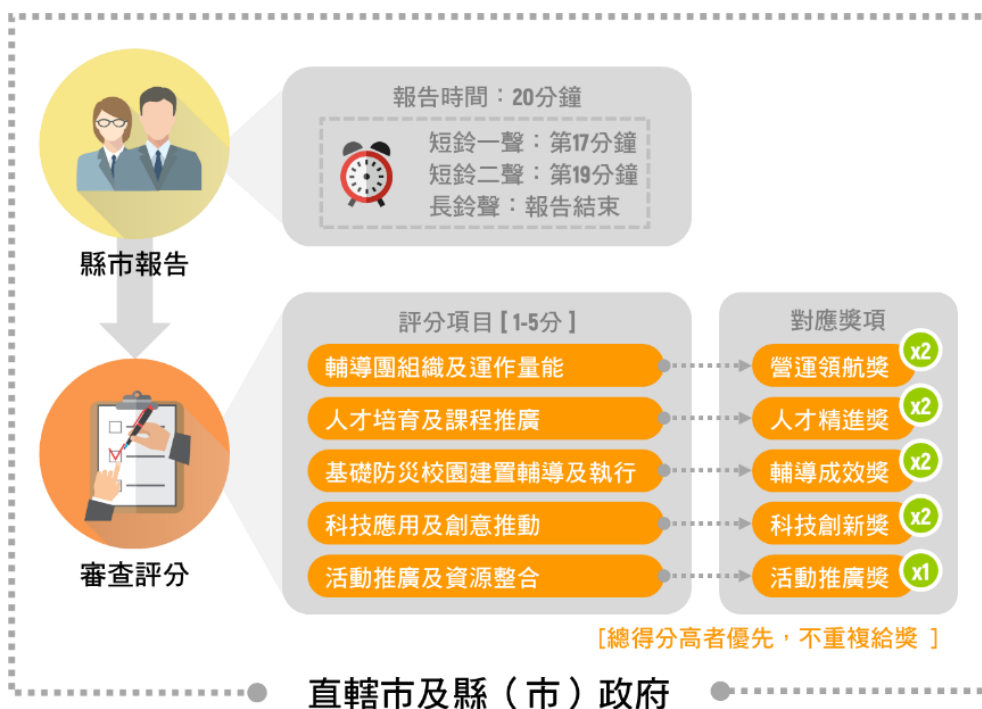 報告時間：20分鐘
短鈴一聲：第17分鐘
短鈴二聲：第19分鐘
長鈴聲：報告結束
縣市報告
評分項目 [ 1-5分 ]
對應獎項
輔導團組織及運作量能
營運領航獎
x2
人才培育及課程推廣
人才精進獎
x2
基礎防災校園建置輔導及執行
輔導成效獎
x2
科技應用及創意推動
科技創新獎
x2
活動推廣及資源整合
活動推廣獎
x1
審查評分
[總得分高者優先，不重複給獎 ]
直轄市及縣（市）政府